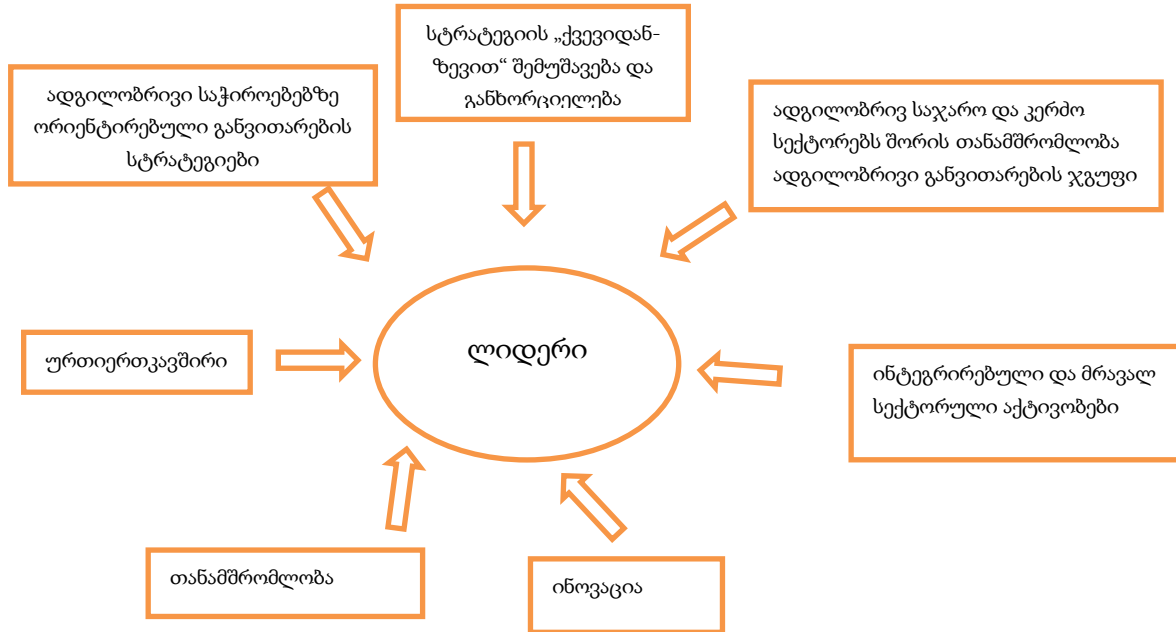 სტრატეგიის „ქვევიდან-
ზევით“ შემუშავება და
განხორციელება
ადგილობრივი საჭიროებებზე
ორიენტირებული განვითარების
სტრატეგიები
ადგილობრივ საჯარო და კერძო
სექტორებს შორის თანამშრომლობა
ადგილობრივი განვითარების ჯგუფი
ურთიერთკავშირი
ლიდერი
ინტეგრირებული და მრავალ
სექტორული აქტივობები
თანამშრომლობა
ინოვაცია